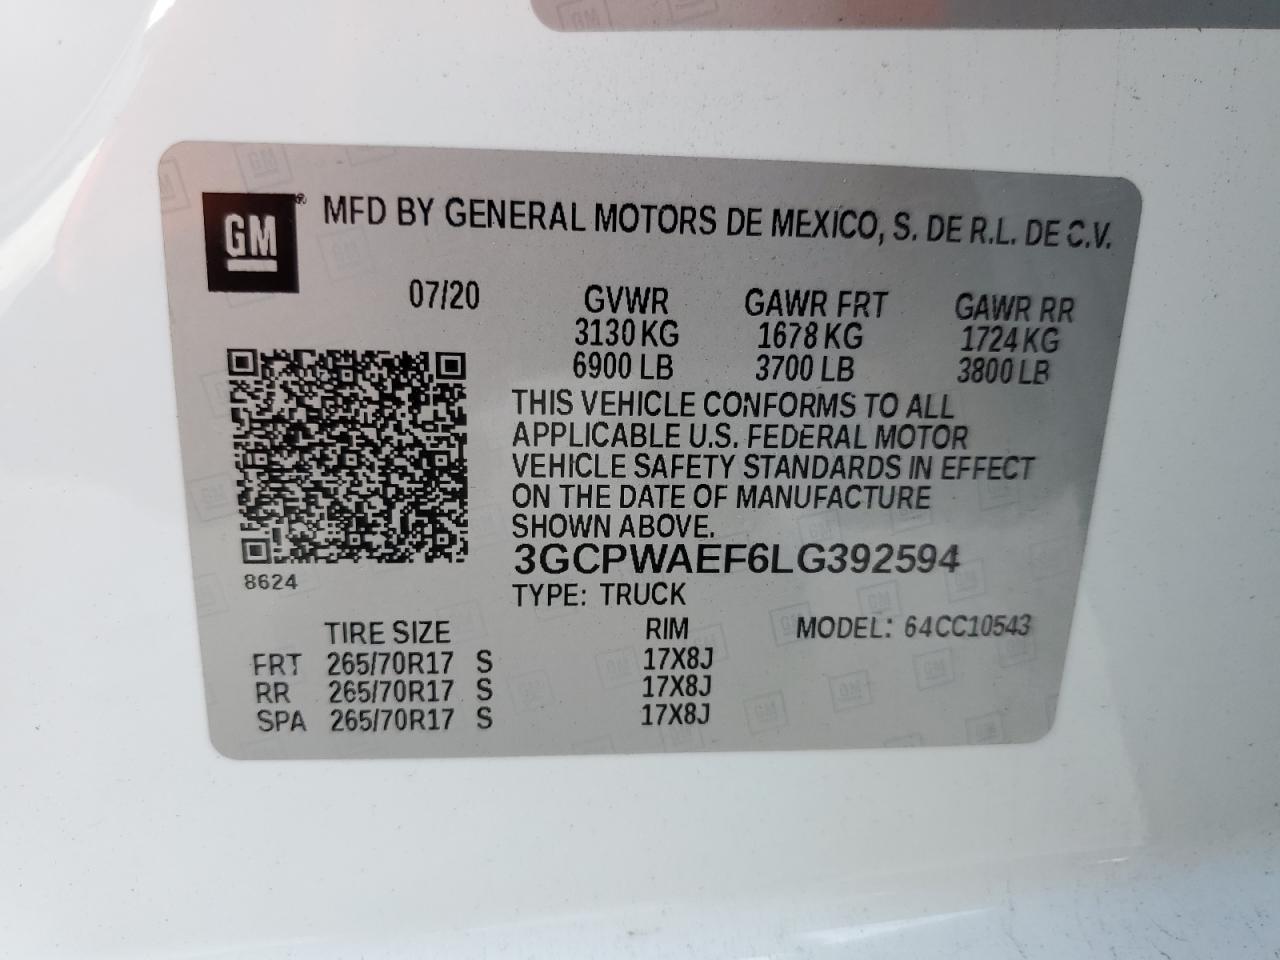 GM ® MFD BY GENERAL MOTORS DE MEXICO, S. DE R.L. DE C.V.
07/20 GVWR GAWR FRT GAWR RR
3130 KG 1678 KG 1724 KG
6900 LB 3700 LB 3800 LB
THIS VEHICLE CONFORMS TO ALL
APPLICABLE U.S. FEDERAL MOTOR
VEHICLE SAFETY STANDARDS IN EFFECT
ON THE DATE OF MANUFACTURE
SHOWN ABOVE.
3GCPWAEF6LG392594
8624
TYPE: TRUCK
TIRE SIZE RIM MODEL: 64CC10543
FRT 265/70R17 S 17X8J
RR 265/70R17 S 17X8J
SPA 265/70R17 S 17X8J